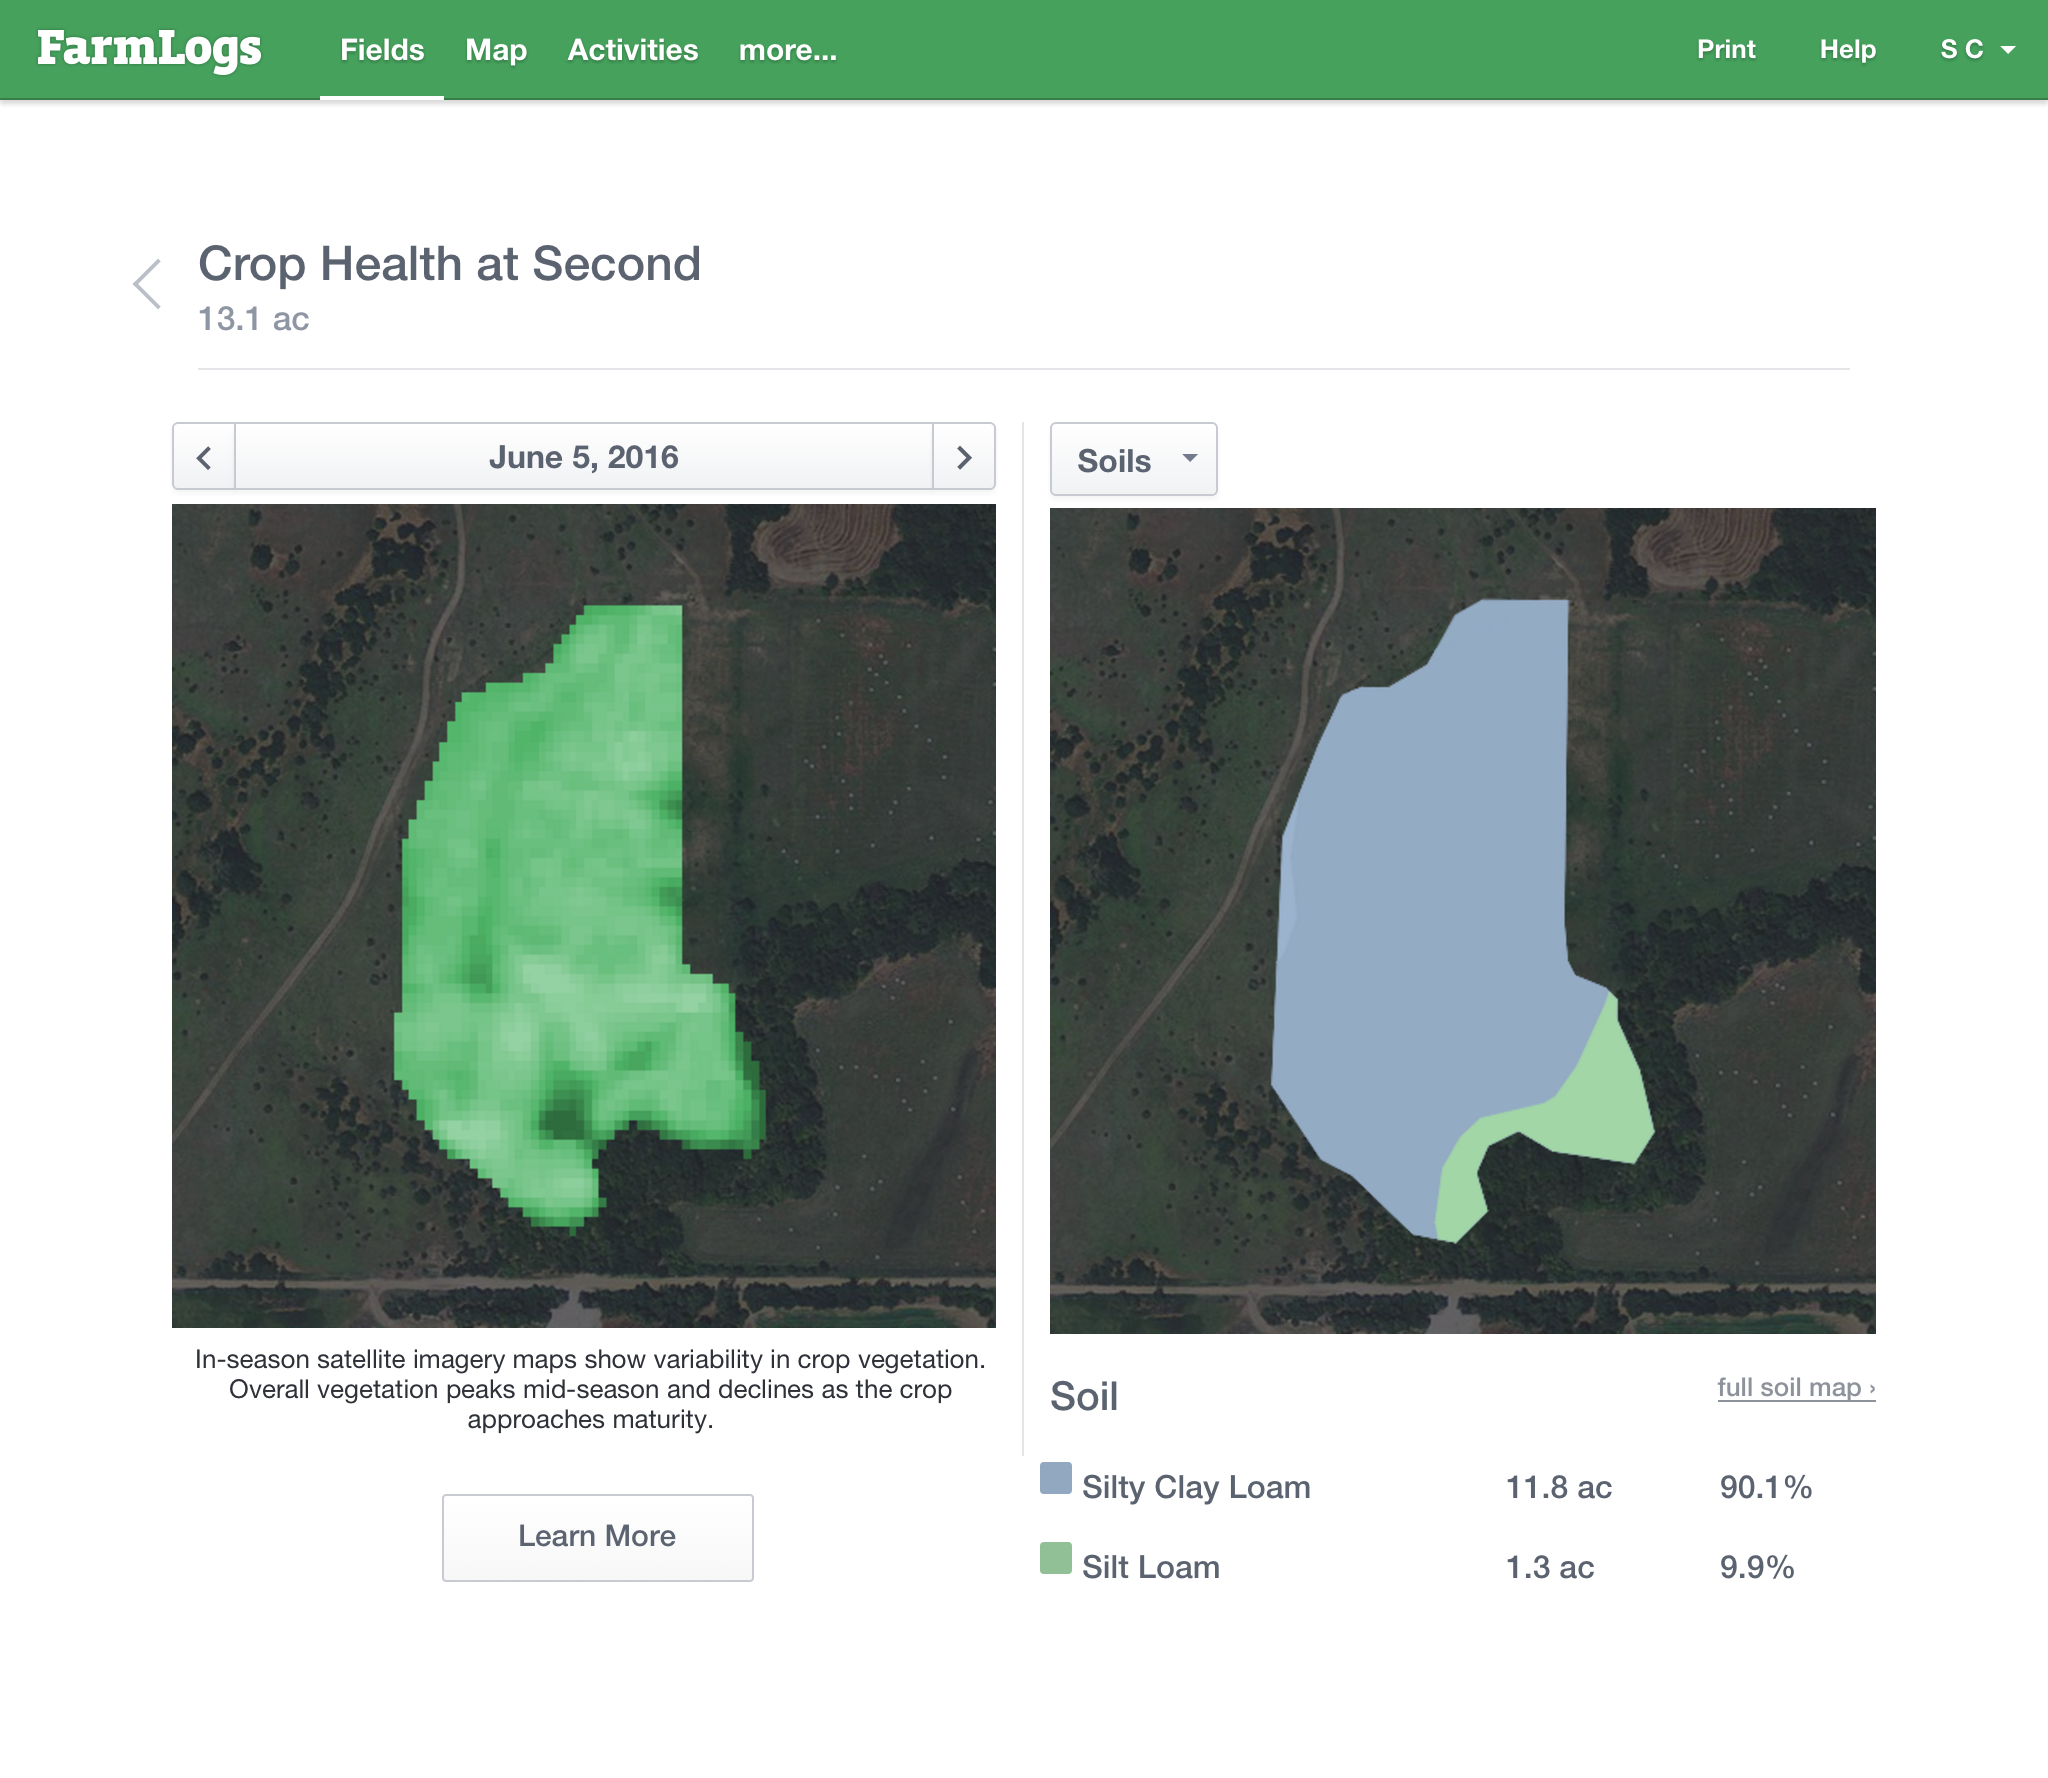 FarmLogs
Fields
Map
Activities
more...
Print
Help
S C
Crop Health at Second
13.1 ac
June 5, 2016
Soils
In-season satellite imagery maps show variability in crop vegetation.
Overall vegetation peaks mid-season and declines as the crop
approaches maturity.
Learn More
Soil
full soil map ›
Silty Clay Loam
11.8 ac
90.1%
Silt Loam
1.3 ac
9.9%